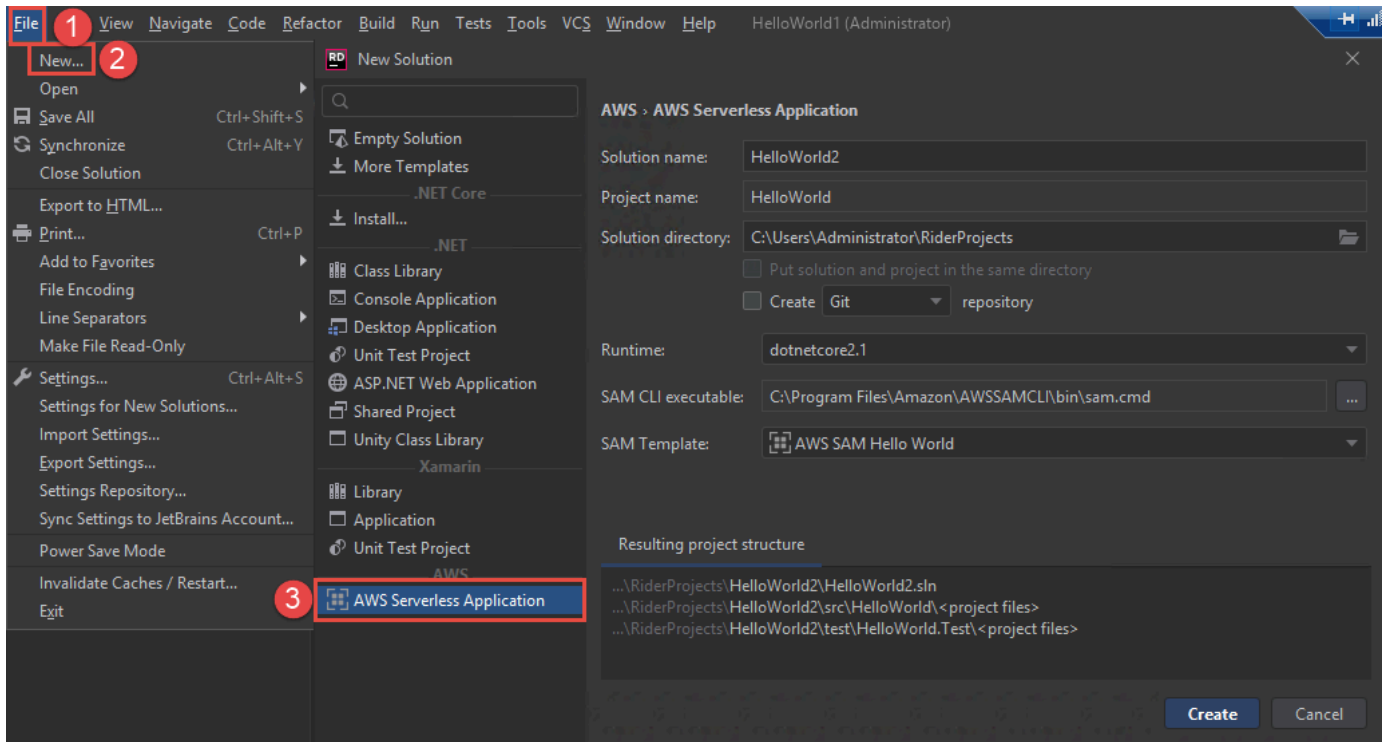 File 1 View Navigate Code Refactor Build Run Tests Tools VCS Window Help HelloWorld1 (Administrator)
New... 2
Open
Save All Ctrl+Shift+S
Synchronize Ctrl+Alt+Y
Close Solution
Export to HTML...
Print... Ctrl+P
Add to Favorites
File Encoding
Line Separators
Make File Read-Only
Settings... Ctrl+Alt+S
Settings for New Solutions...
Import Settings...
Export Settings...
Settings Repository...
Sync Settings to JetBrains Account...
Power Save Mode
Invalidate Caches / Restart...
Exit
RD New Solution
Empty Solution
More Templates
.NET Core
Install...
.NET
Class Library
Console Application
Desktop Application
Unit Test Project
ASP.NET Web Application
Shared Project
Unity Class Library
Xamarin
Library
Application
Unit Test Project
AWS
3 AWS Serverless Application
AWS › AWS Serverless Application
Solution name: HelloWorld2
Project name: HelloWorld
Solution directory: C:\Users\Administrator\RiderProjects
Put solution and project in the same directory
Create Git repository
Runtime: dotnetcore2.1
SAM CLI executable: C:\Program Files\Amazon\AWSSAMCLI\bin\sam.cmd ...
SAM Template: AWS SAM Hello World
Resulting project structure
...\RiderProjects\HelloWorld2\HelloWorld2.sln
...\RiderProjects\HelloWorld2\src\HelloWorld\<project files>
...\RiderProjects\HelloWorld2\test\HelloWorld.Test\<project files>
Create Cancel